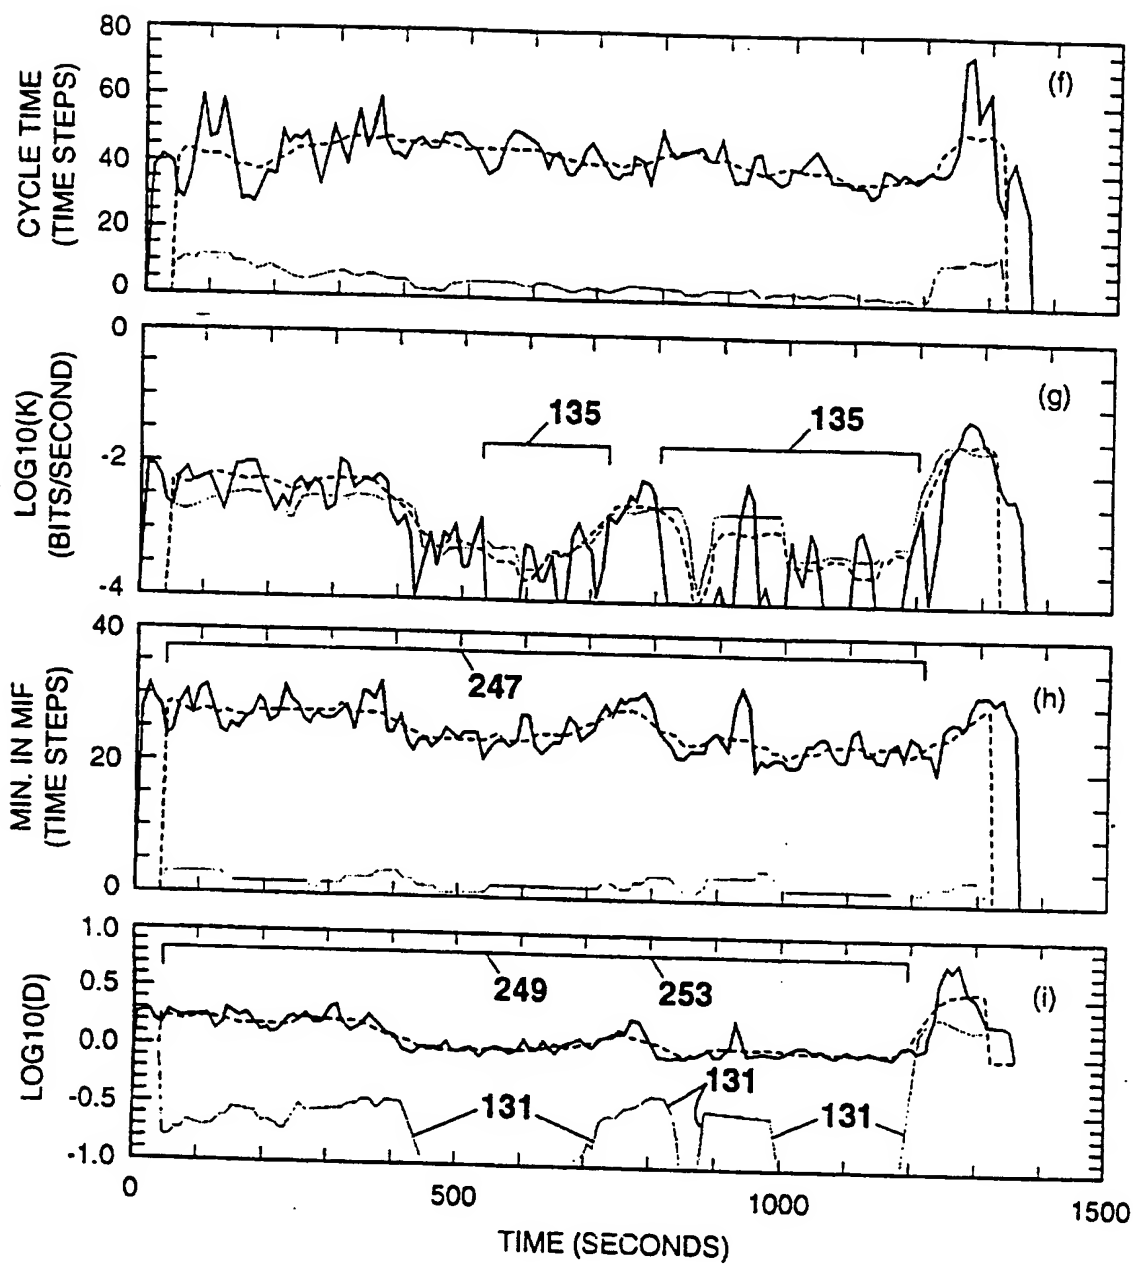 80
60
40
20
0
CYCLE TIME
(TIME STEPS)
(f)
0
-2
-4
LOG10(K)
(BITS/SECOND)
135
135
(g)
40
20
0
MIN. IN MIF
(TIME STEPS)
247
(h)
1.0
0.5
0.0
-0.5
-1.0
LOG10(D)
249
253
(i)
131
131
131
0
500
1000
1500
TIME (SECONDS)